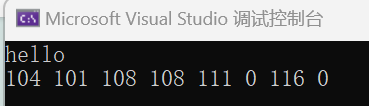 C:\ Microsoft Visual Studio 调试控制台
hello
104 101 108 108 111 0 116 0